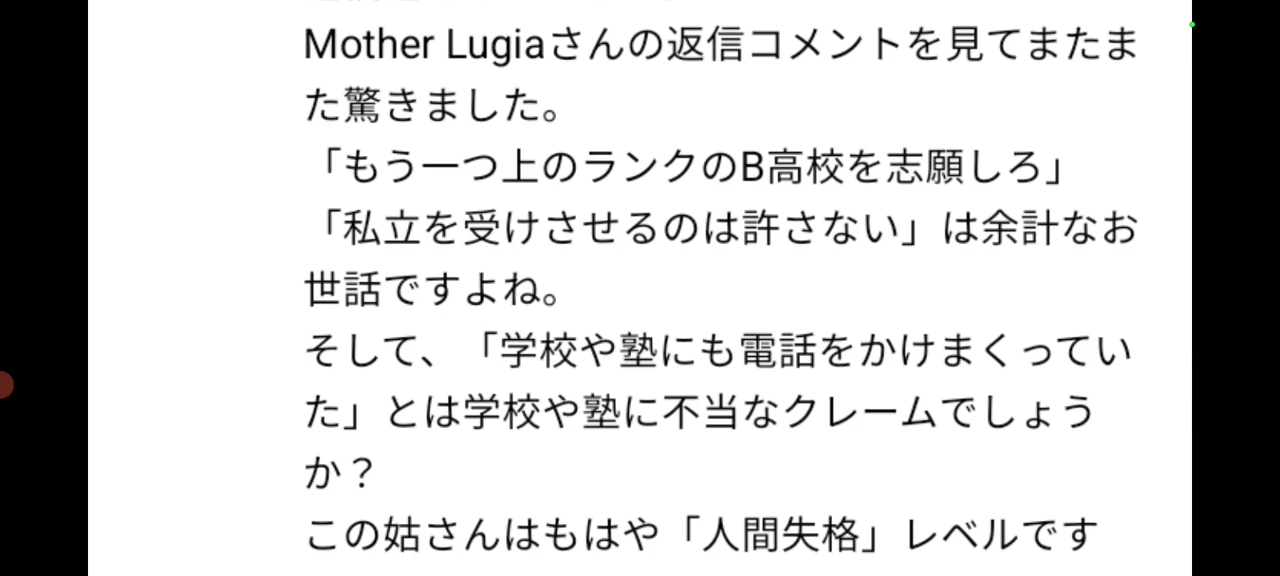 Mother Lugiaさんの返信コメントを見てまたま
た驚きました。
「もう一つ上のランクのB高校を志願しろ」
「私立を受けさせるのは許さない」は余計なお
世話ですよね。
そして、「学校や塾にも電話をかけまくってい
た」とは学校や塾に不当なクレームでしょう
か？
この姑さんはもはや「人間失格」レベルです